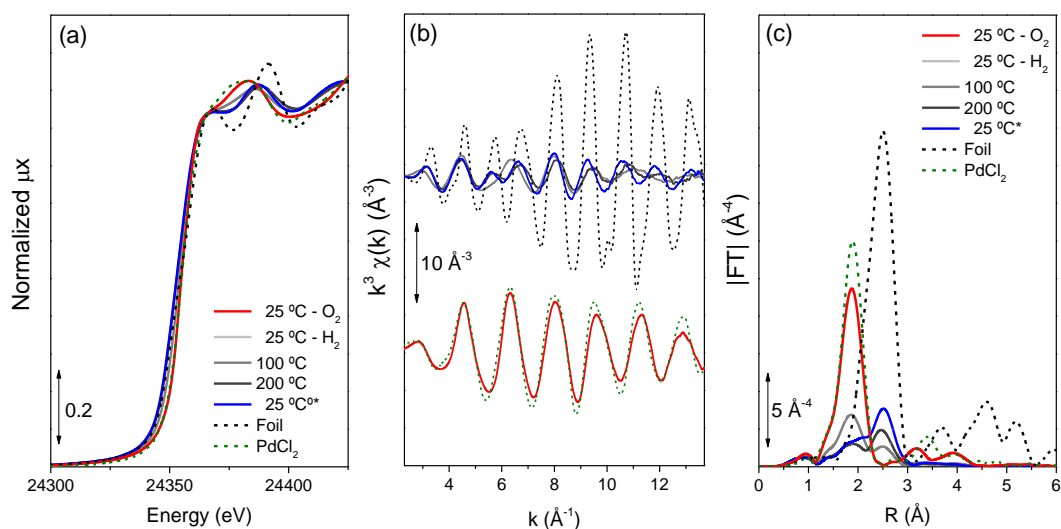 (a)
Normalized µx
0.2
25 ºC - O₂
25 ºC - H₂
100 ºC
200 ºC
25 ºCº*
Foil
PdCl₂
24300 24350 24400
Energy (eV)
(b)
k³ χ(k) (Å⁻³)
10 Å⁻³
4 6 8 10 12
k (Å⁻¹)
(c)
|FT| (Å⁻⁴)
25 ºC - O₂
25 ºC - H₂
100 ºC
200 ºC
25 ºC*
Foil
PdCl₂
5 Å⁻⁴
0 1 2 3 4 5 6
R (Å)